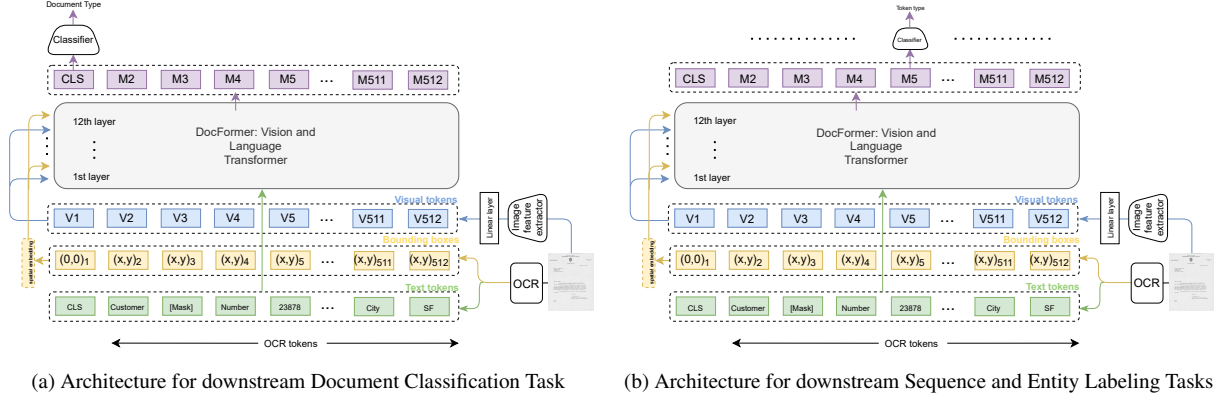 Document Type
Classifier
CLS M2 M3 M4 M5 ... M511 M512
12th layer
DocFormer: Vision and
Language
Transformer
1st layer
Visual tokens
V1 V2 V3 V4 V5 ... V511 V512
Linear layer
Image feature extractor
Bounding boxes
spatial embedding
(0,0)1 (x,y)2 (x,y)3 (x,y)4 (x,y)5 ... (x,y)511 (x,y)512
OCR
Text tokens
CLS Customer [Mask] Number 23878 ... City SF
OCR tokens
(a) Architecture for downstream Document Classification Task
Token type
Classifier
CLS M2 M3 M4 M5 ... M511 M512
12th layer
DocFormer: Vision and
Language
Transformer
1st layer
Visual tokens
V1 V2 V3 V4 V5 ... V511 V512
Linear layer
Image feature extractor
Bounding boxes
spatial embedding
(0,0)1 (x,y)2 (x,y)3 (x,y)4 (x,y)5 ... (x,y)511 (x,y)512
OCR
Text tokens
CLS Customer [Mask] Number 23878 ... City SF
OCR tokens
(b) Architecture for downstream Sequence and Entity Labeling Tasks